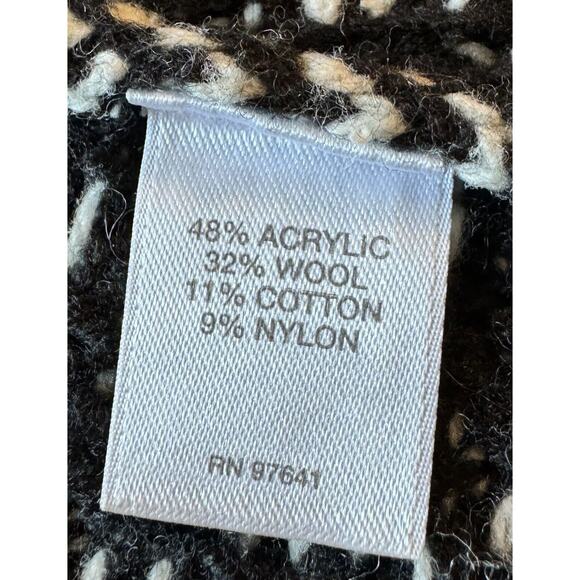 48% ACRYLIC
32% WOOL
11% COTTON
9% NYLON
RN 97641